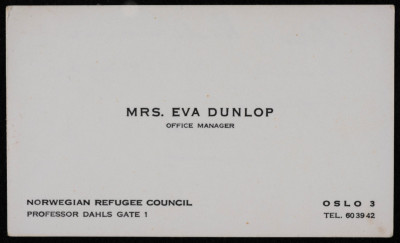 MRS. EVA DUNLOP
OFFICE MANAGER
NORWEGIAN REFUGEE COUNCIL
PROFESSOR DAHLS GATE 1
OSLO 3
TEL. 60 39 42